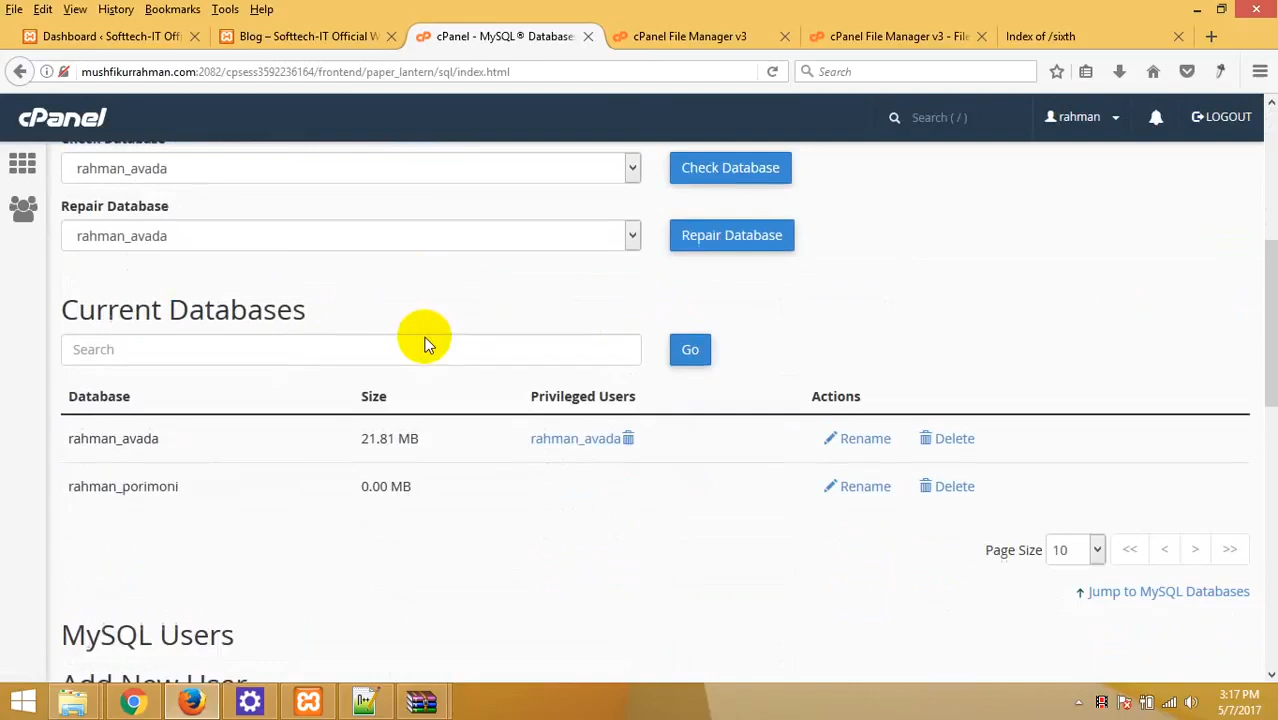 File Edit View History Bookmarks Tools Help
Dashboard ‹ Softtech-IT Offi
Blog – Softtech-IT Official W
cPanel - MySQL® Database
cPanel File Manager v3
cPanel File Manager v3 - File
Index of /sixth
mushfikurrahman.com:2082/cpsess3592236164/frontend/paper_lantern/sql/index.html
Search
cPanel
Search ( / )
rahman
LOGOUT
rahman_avada
Check Database
Repair Database
rahman_avada
Repair Database
Current Databases
Search
Go
Database Size Privileged Users Actions
rahman_avada 21.81 MB rahman_avada Rename Delete
rahman_porimoni 0.00 MB Rename Delete
Page Size 10 << < > >>
Jump to MySQL Databases
MySQL Users
Add New User
3:17 PM
5/7/2017